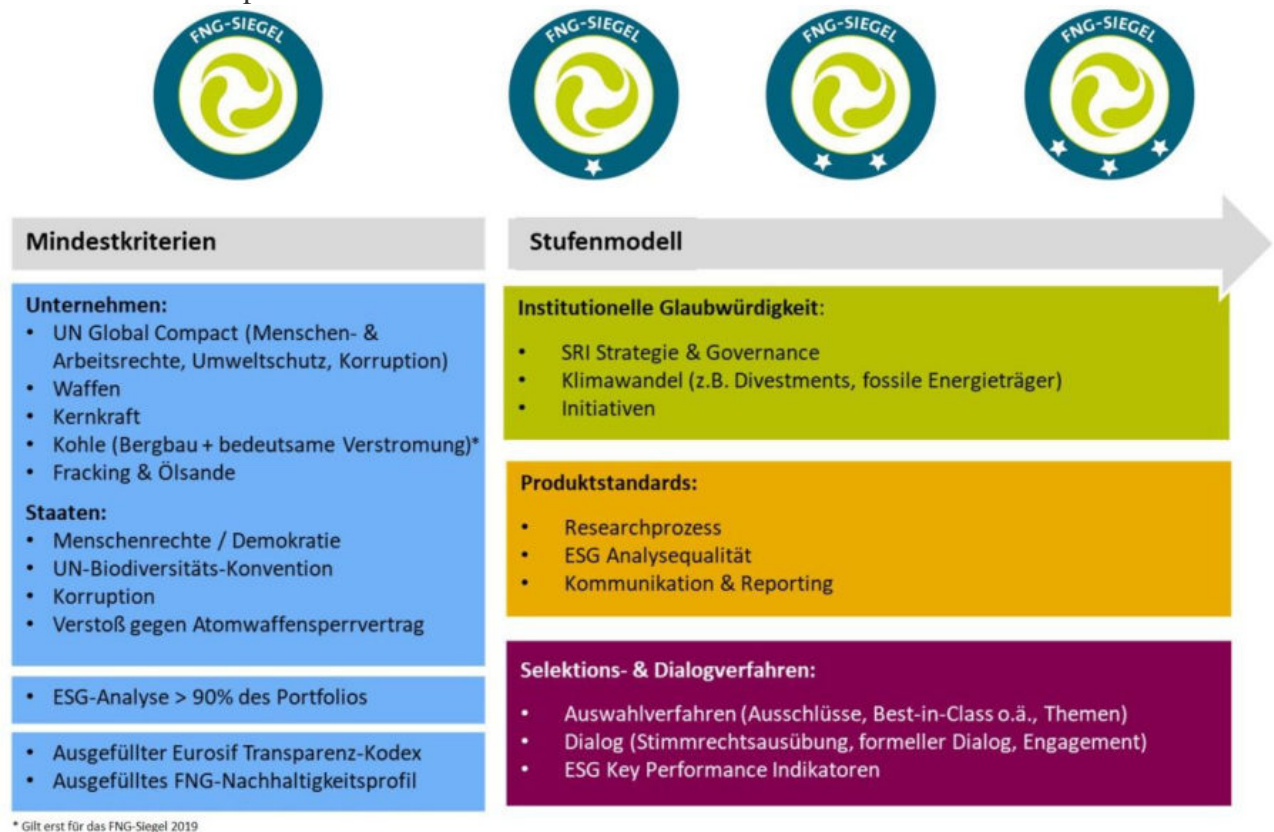 FNG-SIEGEL
FNG-SIEGEL
FNG-SIEGEL
FNG-SIEGEL
Mindestkriterien
Unternehmen:
• UN Global Compact (Menschen- &
Arbeitsrechte, Umweltschutz, Korruption)
• Waffen
• Kernkraft
• Kohle (Bergbau + bedeutsame Verstromung)*
• Fracking & Ölsande
Staaten:
• Menschenrechte / Demokratie
• UN-Biodiversitäts-Konvention
• Korruption
• Verstoß gegen Atomwaffensperrvertrag
• ESG-Analyse > 90% des Portfolios
• Ausgefüllter Eurosif Transparenz-Kodex
• Ausgefülltes FNG-Nachhaltigkeitsprofil
* Gilt erst für das FNG-Siegel 2019
Stufenmodell
Institutionelle Glaubwürdigkeit:
• SRI Strategie & Governance
• Klimawandel (z.B. Divestments, fossile Energieträger)
• Initiativen
Produktstandards:
• Researchprozess
• ESG Analysequalität
• Kommunikation & Reporting
Selektions- & Dialogverfahren:
• Auswahlverfahren (Ausschlüsse, Best-in-Class o.ä., Themen)
• Dialog (Stimmrechtsausübung, formeller Dialog, Engagement)
• ESG Key Performance Indikatoren